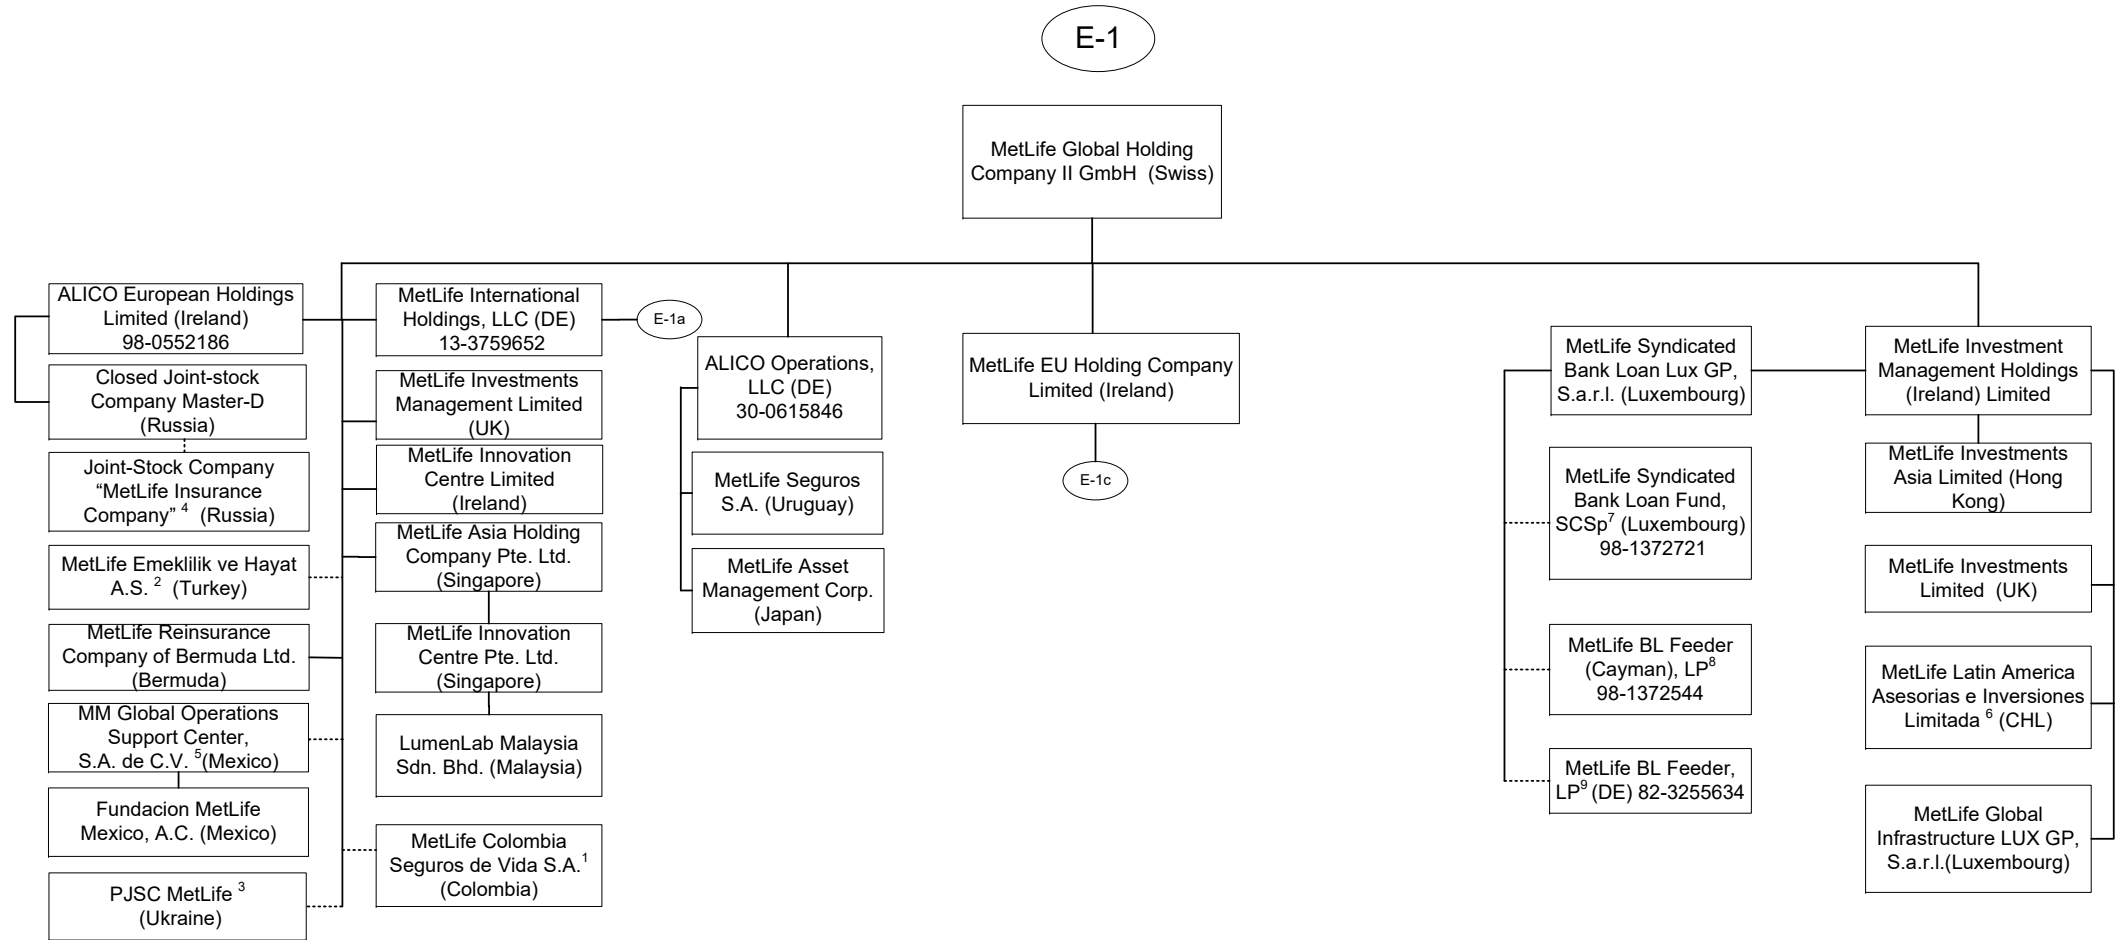 E-1
MetLife Global Holding
Company II GmbH (Swiss)
ALICO European Holdings
Limited (Ireland)
98-0552186
Closed Joint-stock
Company Master-D
(Russia)
Joint-Stock Company
“MetLife Insurance
Company” 4 (Russia)
MetLife Emeklilik ve Hayat
A.S. 2 (Turkey)
MetLife Reinsurance
Company of Bermuda Ltd.
(Bermuda)
MM Global Operations
Support Center,
S.A. de C.V. 5(Mexico)
Fundacion MetLife
Mexico, A.C. (Mexico)
PJSC MetLife 3
(Ukraine)
MetLife International
Holdings, LLC (DE)
13-3759652
E-1a
MetLife Investments
Management Limited
(UK)
MetLife Innovation
Centre Limited
(Ireland)
MetLife Asia Holding
Company Pte. Ltd.
(Singapore)
MetLife Innovation
Centre Pte. Ltd.
(Singapore)
LumenLab Malaysia
Sdn. Bhd. (Malaysia)
MetLife Colombia
Seguros de Vida S.A.1
(Colombia)
ALICO Operations,
LLC (DE)
30-0615846
MetLife Seguros
S.A. (Uruguay)
MetLife Asset
Management Corp.
(Japan)
MetLife EU Holding Company
Limited (Ireland)
E-1c
MetLife Syndicated
Bank Loan Lux GP,
S.a.r.l. (Luxembourg)
MetLife Syndicated
Bank Loan Fund,
SCSp7 (Luxembourg)
98-1372721
MetLife BL Feeder
(Cayman), LP8
98-1372544
MetLife BL Feeder,
LP9 (DE) 82-3255634
MetLife Investment
Management Holdings
(Ireland) Limited
MetLife Investments
Asia Limited (Hong
Kong)
MetLife Investments
Limited (UK)
MetLife Latin America
Asesorias e Inversiones
Limitada 6 (CHL)
MetLife Global
Infrastructure LUX GP,
S.a.r.l.(Luxembourg)